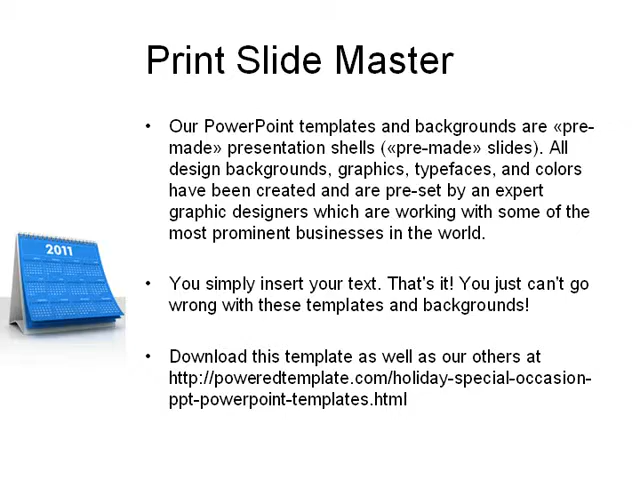 Print Slide Master
• Our PowerPoint templates and backgrounds are «pre-
made» presentation shells («pre-made» slides). All
design backgrounds, graphics, typefaces, and colors
have been created and are pre-set by an expert
graphic designers which are working with some of the
most prominent businesses in the world.
• You simply insert your text. That's it! You just can't go
wrong with these templates and backgrounds!
• Download this template as well as our others at
http://poweredtemplate.com/holiday-special-occasion-
ppt-powerpoint-templates.html
2011